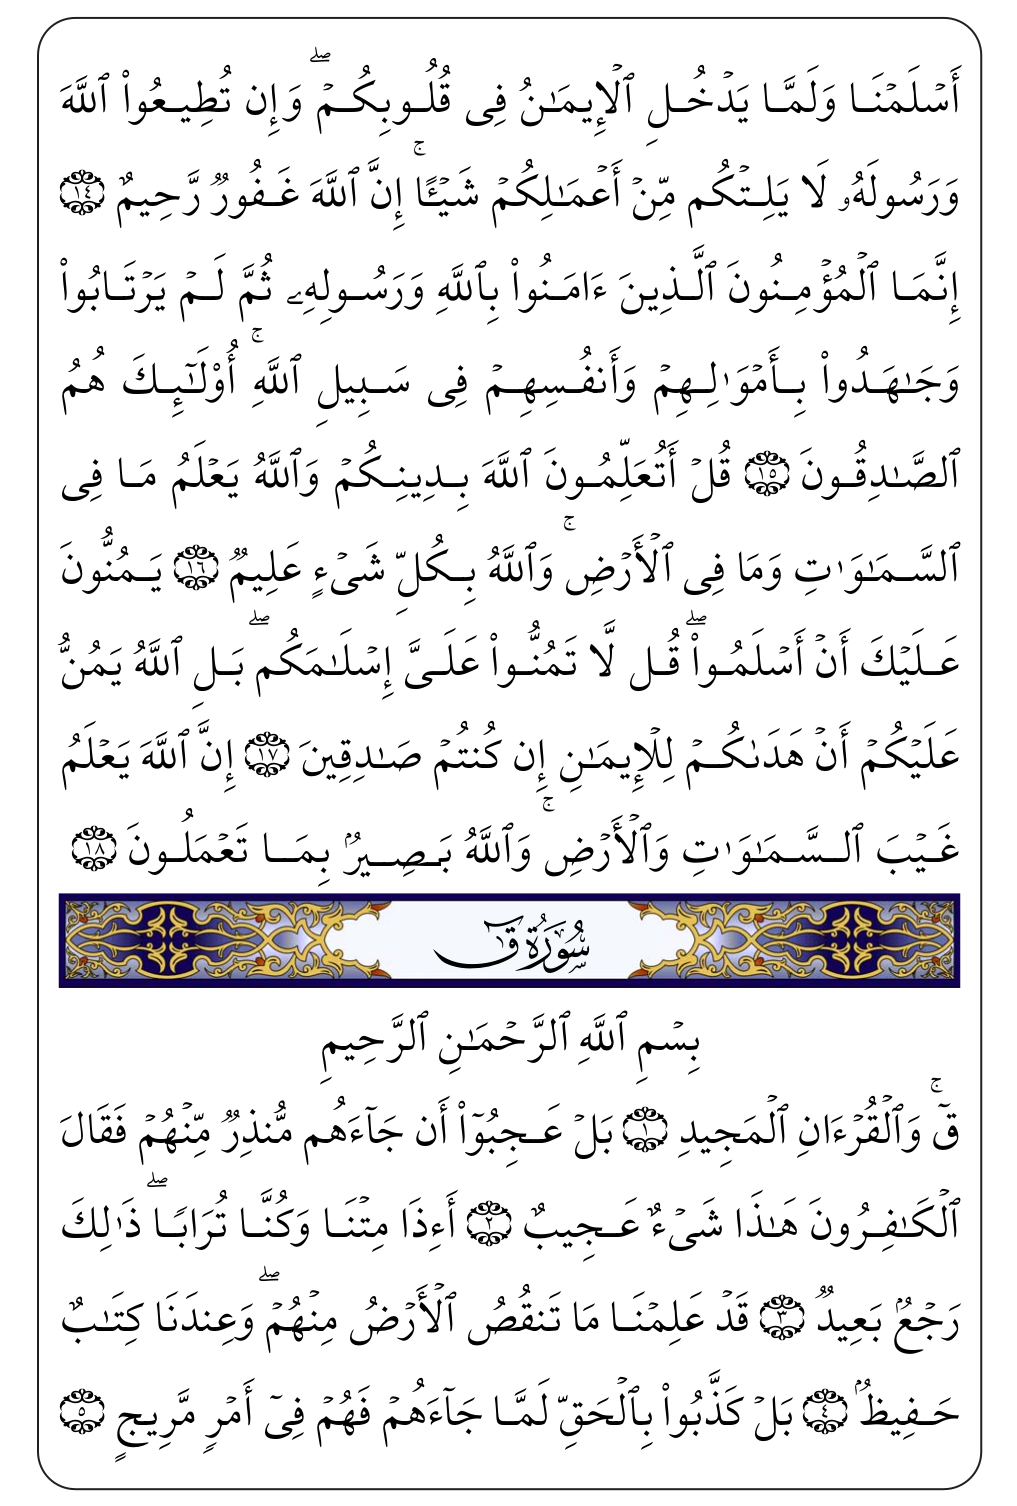 أَسْلَمْنَا وَلَمَّا يَدْخُلِ ٱلْإِيمَـٰنُ فِى قُلُوبِكُمْ ۖ وَإِن تُطِيعُوا۟ ٱللَّهَ
وَرَسُولَهُۥ لَا يَلِتْكُم مِّنْ أَعْمَـٰلِكُمْ شَيْـًٔا ۚ إِنَّ ٱللَّهَ غَفُورٌ رَّحِيمٌ ١٤
إِنَّمَا ٱلْمُؤْمِنُونَ ٱلَّذِينَ ءَامَنُوا۟ بِٱللَّهِ وَرَسُولِهِۦ ثُمَّ لَمْ يَرْتَابُوا۟
وَجَـٰهَدُوا۟ بِأَمْوَٰلِهِمْ وَأَنفُسِهِمْ فِى سَبِيلِ ٱللَّهِ ۚ أُو۟لَـٰٓئِكَ هُمُ
ٱلصَّـٰدِقُونَ ١٥ قُلْ أَتُعَلِّمُونَ ٱللَّهَ بِدِينِكُمْ وَٱللَّهُ يَعْلَمُ مَا فِى
ٱلسَّمَـٰوَٰتِ وَمَا فِى ٱلْأَرْضِ ۚ وَٱللَّهُ بِكُلِّ شَىْءٍ عَلِيمٌ ١٦ يَمُنُّونَ
عَلَيْكَ أَنْ أَسْلَمُوا۟ ۖ قُل لَّا تَمُنُّوا۟ عَلَىَّ إِسْلَـٰمَكُم ۖ بَلِ ٱللَّهُ يَمُنُّ
عَلَيْكُمْ أَنْ هَدَىٰكُمْ لِلْإِيمَـٰنِ إِن كُنتُمْ صَـٰدِقِينَ ١٧ إِنَّ ٱللَّهَ يَعْلَمُ
غَيْبَ ٱلسَّمَـٰوَٰتِ وَٱلْأَرْضِ ۚ وَٱللَّهُ بَصِيرٌۢ بِمَا تَعْمَلُونَ ١٨
سُورَةُ قٓ
بِسْمِ ٱللَّهِ ٱلرَّحْمَـٰنِ ٱلرَّحِيمِ
قٓ ۚ وَٱلْقُرْءَانِ ٱلْمَجِيدِ ١ بَلْ عَجِبُوٓا۟ أَن جَآءَهُم مُّنذِرٌ مِّنْهُمْ فَقَالَ
ٱلْكَـٰفِرُونَ هَـٰذَا شَىْءٌ عَجِيبٌ ٢ أَءِذَا مِتْنَا وَكُنَّا تُرَابًا ۖ ذَٰلِكَ
رَجْعٌۢ بَعِيدٌ ٣ قَدْ عَلِمْنَا مَا تَنقُصُ ٱلْأَرْضُ مِنْهُمْ ۖ وَعِندَنَا كِتَـٰبٌ
حَفِيظٌۢ ٤ بَلْ كَذَّبُوا۟ بِٱلْحَقِّ لَمَّا جَآءَهُمْ فَهُمْ فِىٓ أَمْرٍ مَّرِيجٍ ٥